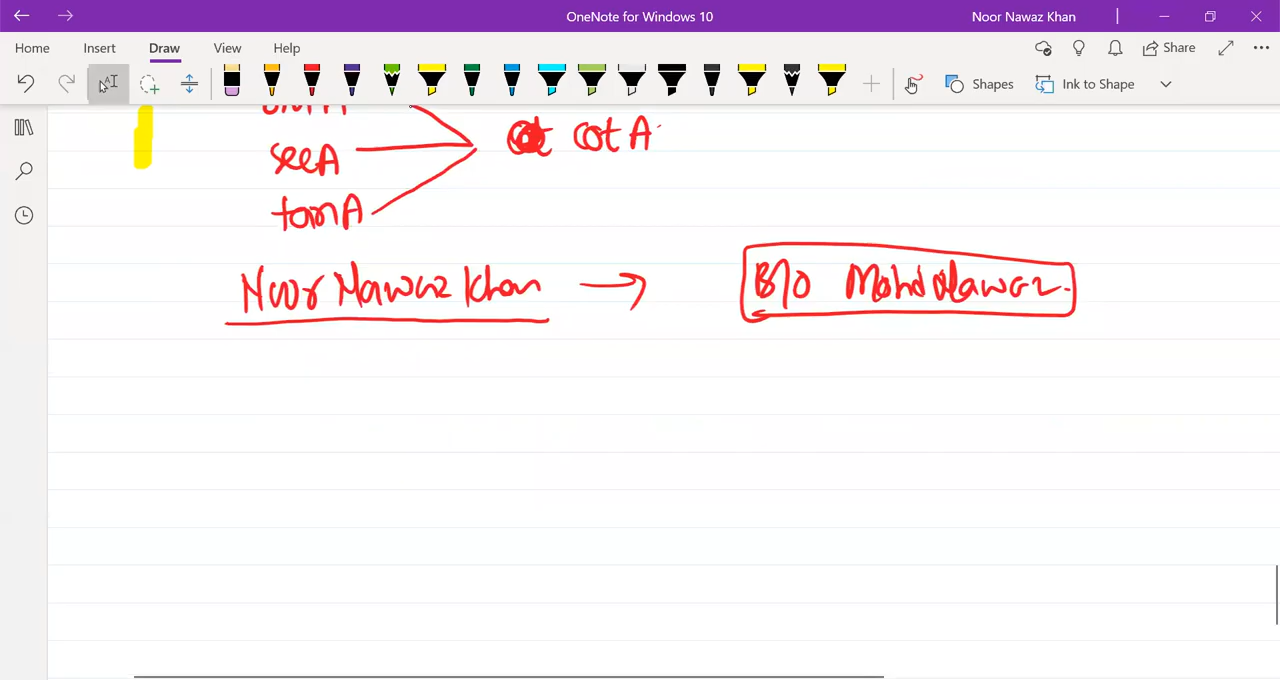 OneNote for Windows 10
Noor Nawaz Khan
Home Insert Draw View Help
Share
Shapes
Ink to Shape
cot A
secA
tanA
Noor Nawaz Khan → B/O Mohd Nawaz.